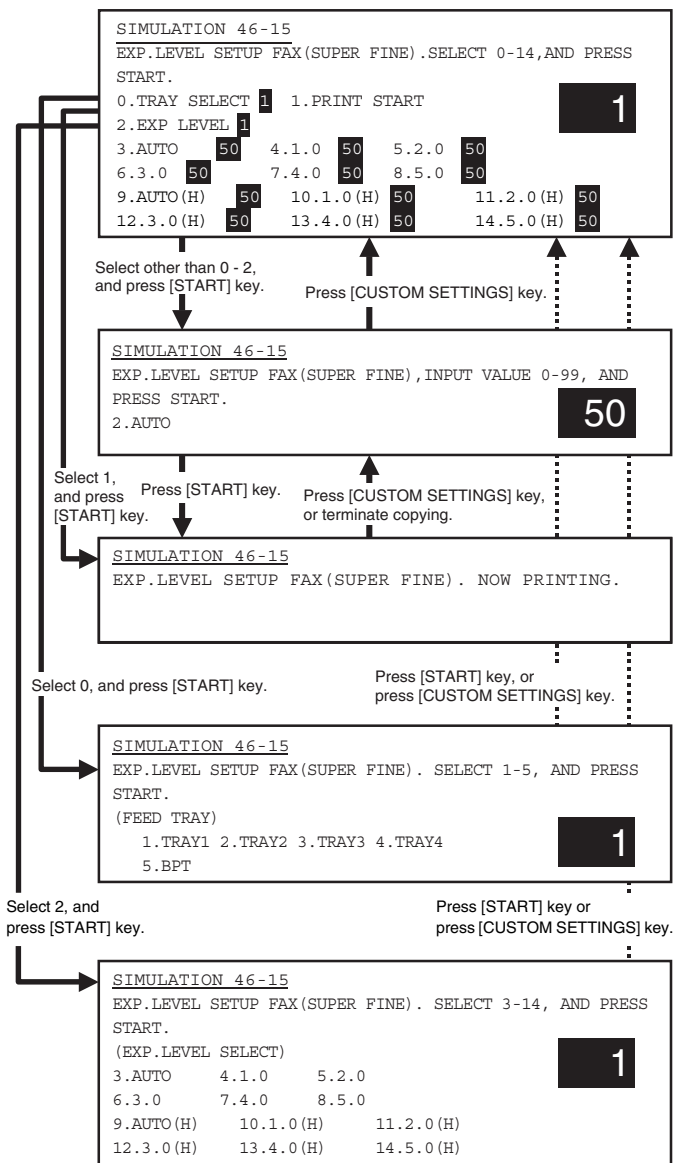 SIMULATION 46-15
EXP.LEVEL SETUP FAX(SUPER FINE).SELECT 0-14,AND PRESS
START.
0.TRAY SELECT 1 1.PRINT START
1
2.EXP LEVEL 1
3.AUTO 50 4.1.0 50 5.2.0 50
6.3.0 50 7.4.0 50 8.5.0 50
9.AUTO(H) 50 10.1.0(H) 50 11.2.0(H) 50
12.3.0(H) 50 13.4.0(H) 50 14.5.0(H) 50
Select other than 0 - 2,
and press [START] key.
Press [CUSTOM SETTINGS] key.
SIMULATION 46-15
EXP.LEVEL SETUP FAX(SUPER FINE),INPUT VALUE 0-99, AND
PRESS START.
2.AUTO
50
Select 1,
and press
[START] key.
Press [START] key.
Press [CUSTOM SETTINGS] key,
or terminate copying.
SIMULATION 46-15
EXP.LEVEL SETUP FAX(SUPER FINE). NOW PRINTING.
Select 0, and press [START] key.
Press [START] key, or
press [CUSTOM SETTINGS] key.
SIMULATION 46-15
EXP.LEVEL SETUP FAX(SUPER FINE). SELECT 1-5, AND PRESS
START.
(FEED TRAY)
1.TRAY1 2.TRAY2 3.TRAY3 4.TRAY4
5.BPT
1
Select 2, and
press [START] key.
Press [START] key or
press [CUSTOM SETTINGS] key.
SIMULATION 46-15
EXP.LEVEL SETUP FAX(SUPER FINE). SELECT 3-14, AND PRESS
START.
(EXP.LEVEL SELECT)
1
3.AUTO 4.1.0 5.2.0
6.3.0 7.4.0 8.5.0
9.AUTO(H) 10.1.0(H) 11.2.0(H)
12.3.0(H) 13.4.0(H) 14.5.0(H)